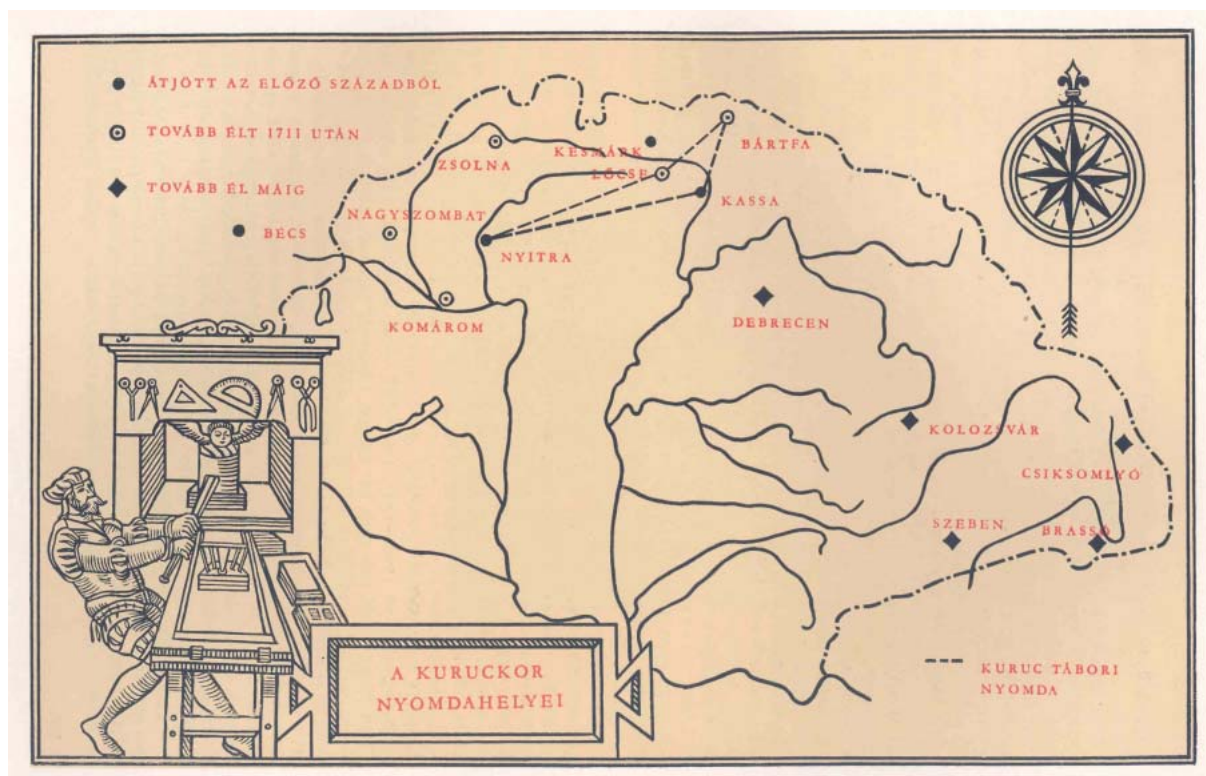 ÁTJÖTT AZ ELŐZŐ SZÁZADBÓL
TOVÁBB ÉLT 1711 UTÁN
TOVÁBB ÉL MÁIG
BÉCS
NAGYSZOMBAT
ZSOLNA
KÉSMÁRK
LŐCSE
BÁRTFA
KASSA
NYITRA
KOMÁROM
DEBRECEN
KOLOZSVÁR
CSIKSOMLYÓ
SZEBEN
BRASSÓ
KURUC TÁBORI
NYOMDA
A KURUCKOR
NYOMDAHELYEI